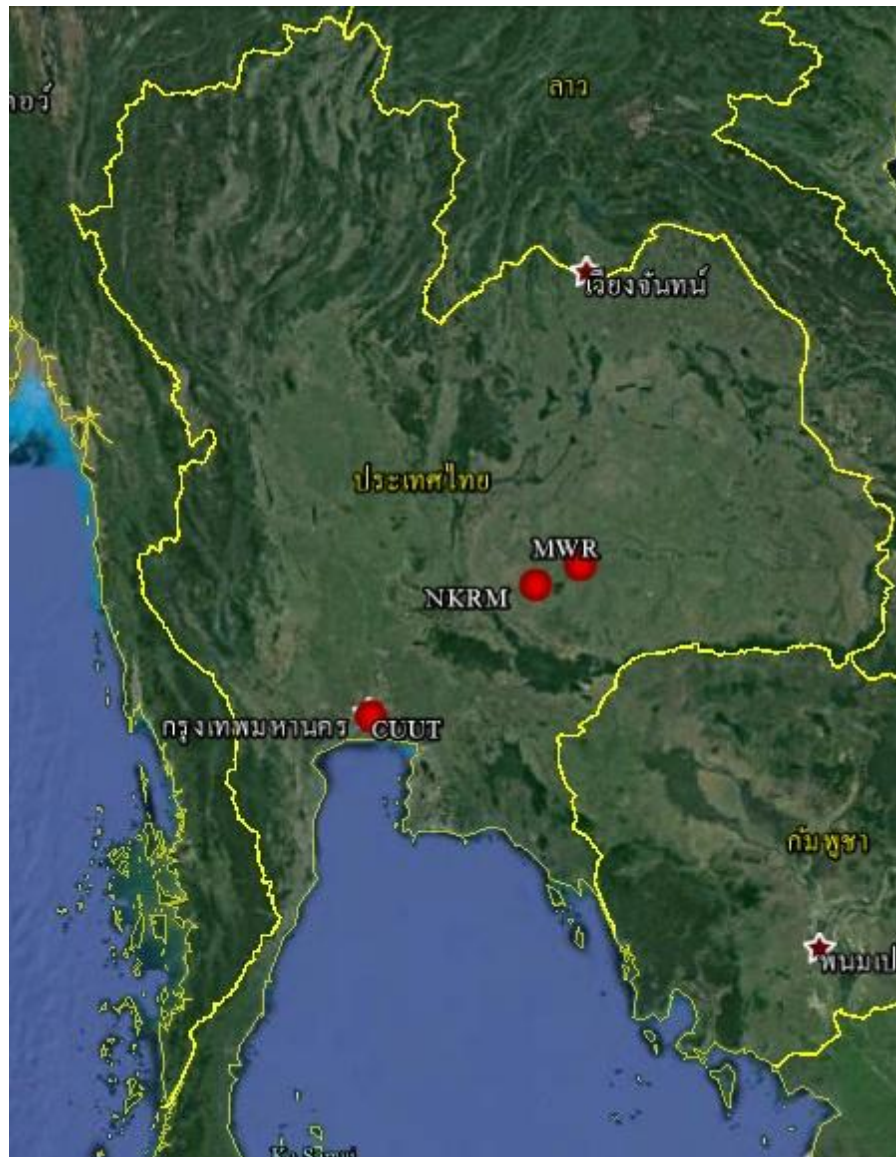 ลาว
เวียงจันทน์
ประเทศไทย
MWR
NKRM
กรุงเทพมหานคร
CUUT
กัมพูชา